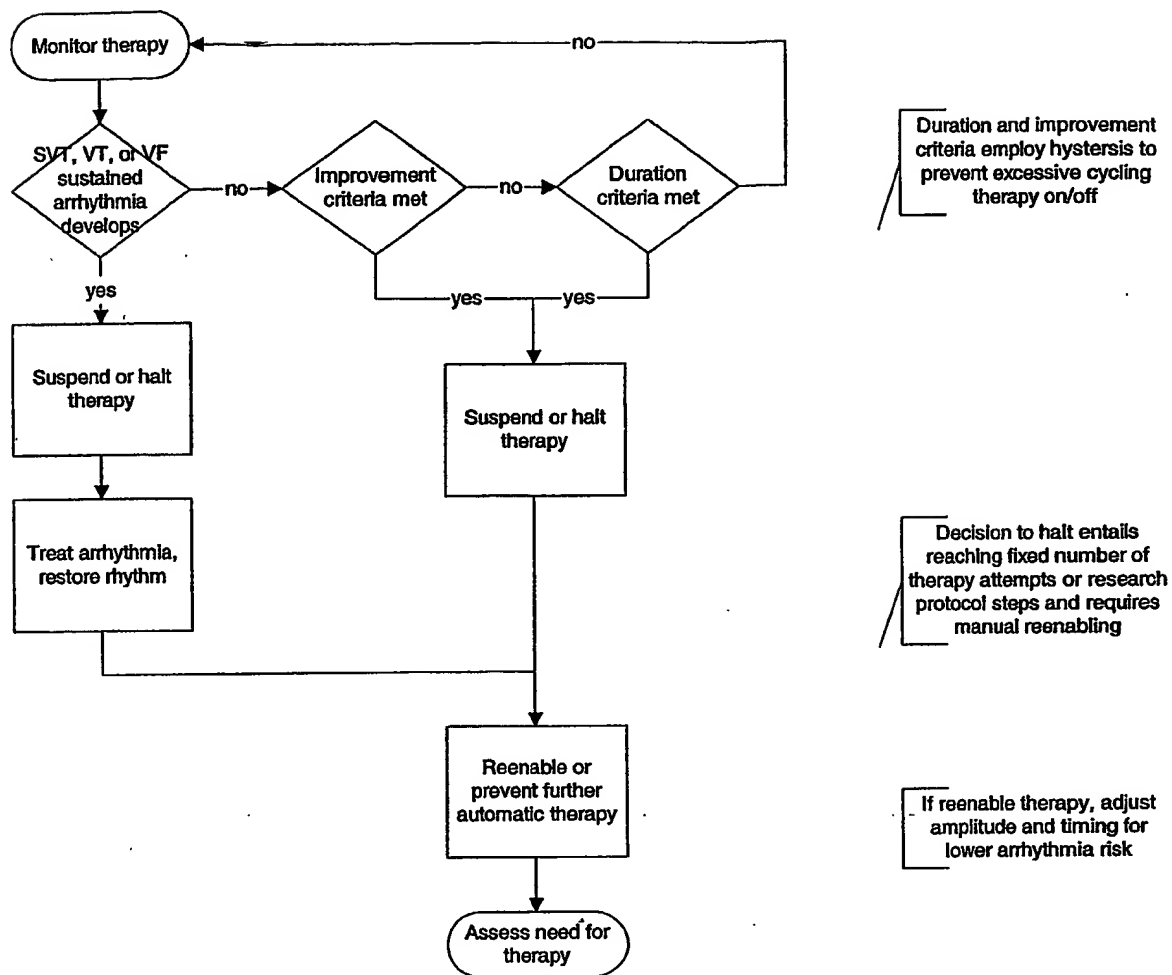 Monitor therapy
no
SVT, VT, or VF
sustained
arrhythmia
develops
no
Improvement
criteria met
no
Duration
criteria met
Duration and improvement
criteria employ hystersis to
prevent excessive cycling
therapy on/off
yes
yes
yes
Suspend or halt
therapy
Suspend or halt
therapy
Treat arrhythmia,
restore rhythm
Decision to halt entails
reaching fixed number of
therapy attempts or research
protocol steps and requires
manual reenabling
Reenable or
prevent further
automatic therapy
If reenable therapy, adjust
amplitude and timing for
lower arrhythmia risk
Assess need for
therapy